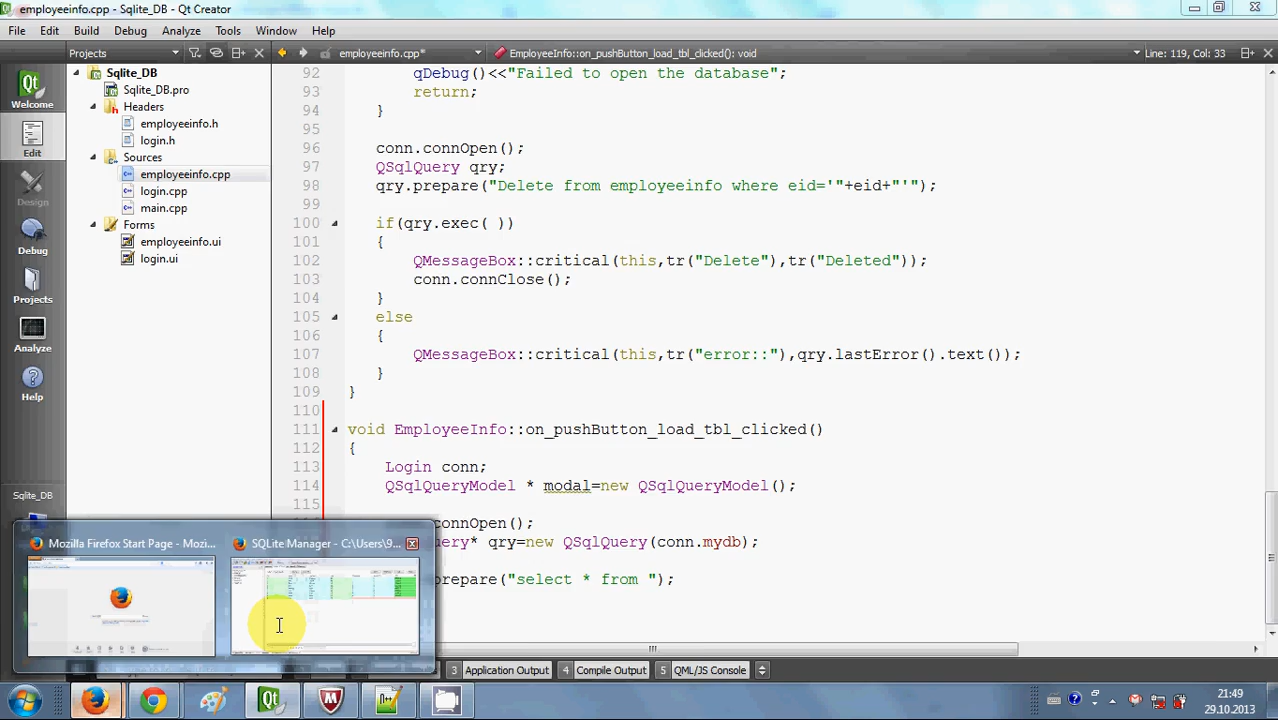 employeeinfo.cpp - Sqlite_DB - Qt Creator
File Edit Build Debug Analyze Tools Window Help
Projects employeeinfo.cpp* EmployeeInfo::on_pushButton_load_tbl_clicked(): void Line: 119, Col: 33
Welcome
Edit
Design
Debug
Projects
Analyze
Help
Sqlite_DB
Sqlite_DB
Sqlite_DB.pro
Headers
employeeinfo.h
login.h
Sources
employeeinfo.cpp
login.cpp
main.cpp
Forms
employeeinfo.ui
login.ui
92 qDebug()<<"Failed to open the database";
93 return;
94 }
95
96 conn.connOpen();
97 QSqlQuery qry;
98 qry.prepare("Delete from employeeinfo where eid='"+eid+"'");
99
100 if(qry.exec( ))
101 {
102 QMessageBox::critical(this,tr("Delete"),tr("Deleted"));
103 conn.connClose();
104 }
105 else
106 {
107 QMessageBox::critical(this,tr("error::"),qry.lastError().text());
108 }
109 }
110
111 void EmployeeInfo::on_pushButton_load_tbl_clicked()
112 {
113 Login conn;
114 QSqlQueryModel * modal=new QSqlQueryModel();
115
connOpen();
uery* qry=new QSqlQuery(conn.mydb);
prepare("select * from ");
Mozilla Firefox Start Page - Mozi...
SQLite Manager - C:\Users\9...
3 Application Output 4 Compile Output 5 QML/JS Console
21:49
29.10.2013